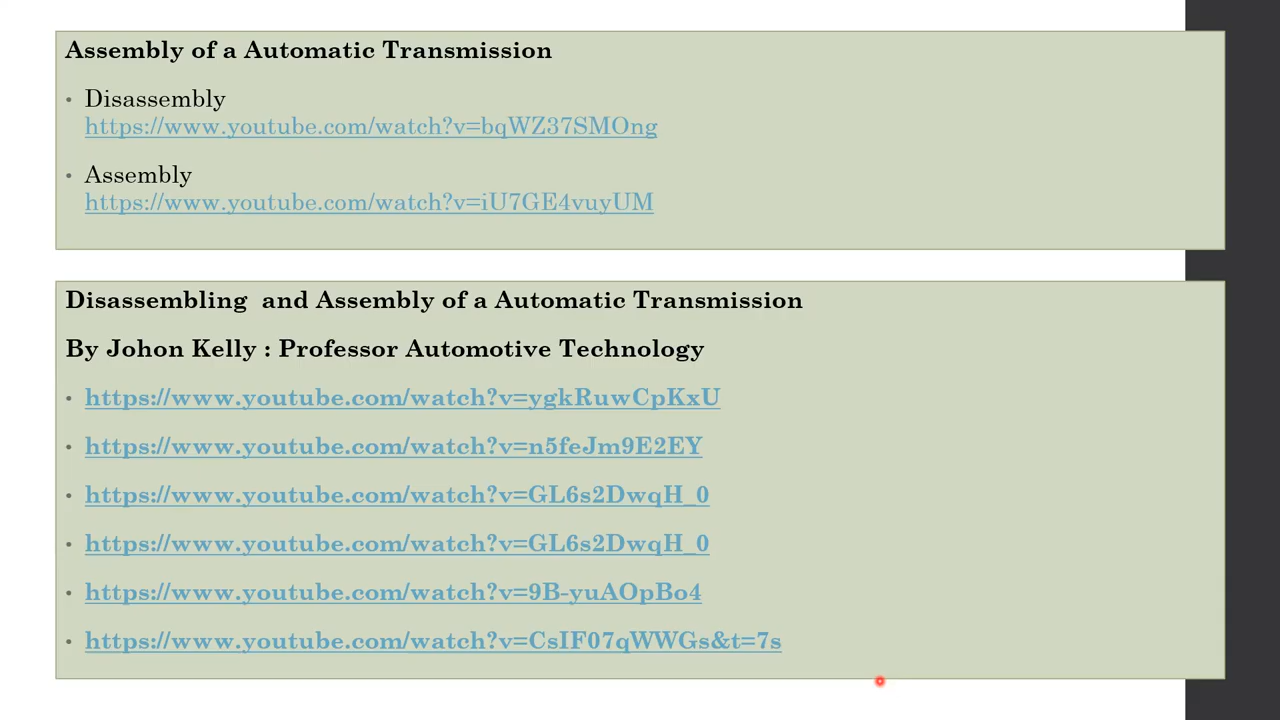 Assembly of a Automatic Transmission
• Disassembly
https://www.youtube.com/watch?v=bqWZ37SMOng
• Assembly
https://www.youtube.com/watch?v=iU7GE4vuyUM
Disassembling  and Assembly of a Automatic Transmission
By Johon Kelly : Professor Automotive Technology
• https://www.youtube.com/watch?v=ygkRuwCpKxU
• https://www.youtube.com/watch?v=n5feJm9E2EY
• https://www.youtube.com/watch?v=GL6s2DwqH_0
• https://www.youtube.com/watch?v=GL6s2DwqH_0
• https://www.youtube.com/watch?v=9B-yuAOpBo4
• https://www.youtube.com/watch?v=CsIF07qWWGs&t=7s